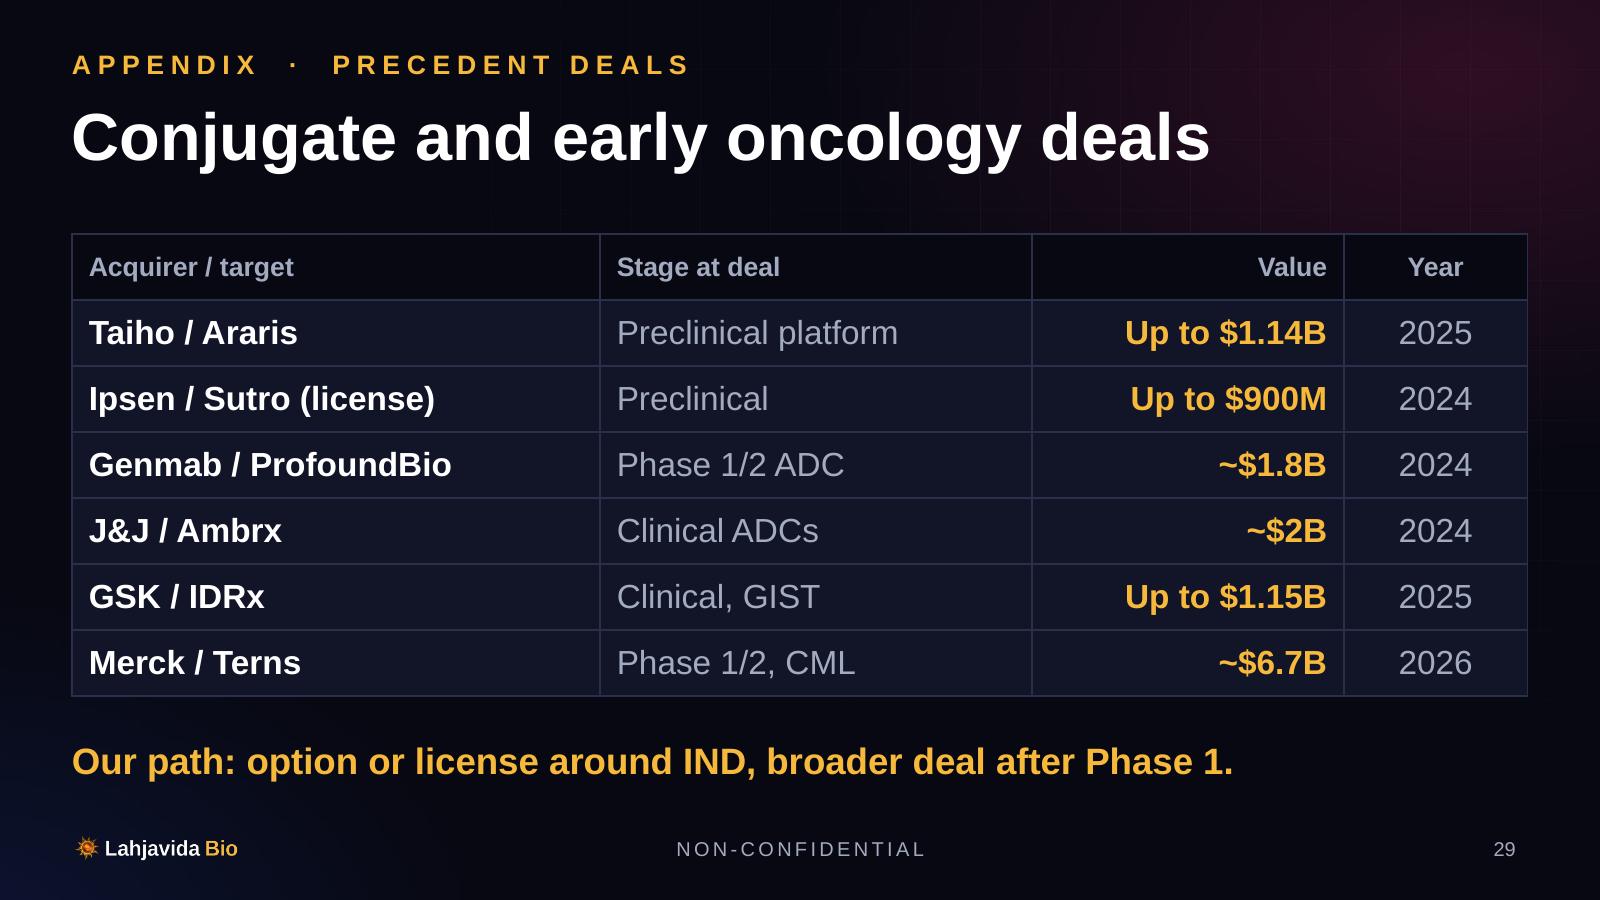 APPENDIX · PRECEDENT DEALS
Conjugate and early oncology deals
Acquirer / target Stage at deal Value Year
Taiho / Araris Preclinical platform Up to $1.14B 2025
Ipsen / Sutro (license) Preclinical Up to $900M 2024
Genmab / ProfoundBio Phase 1/2 ADC ~$1.8B 2024
J&J / Ambrx Clinical ADCs ~$2B 2024
GSK / IDRx Clinical, GIST Up to $1.15B 2025
Merck / Terns Phase 1/2, CML ~$6.7B 2026
Our path: option or license around IND, broader deal after Phase 1.
Lahjavida Bio NON-CONFIDENTIAL 29